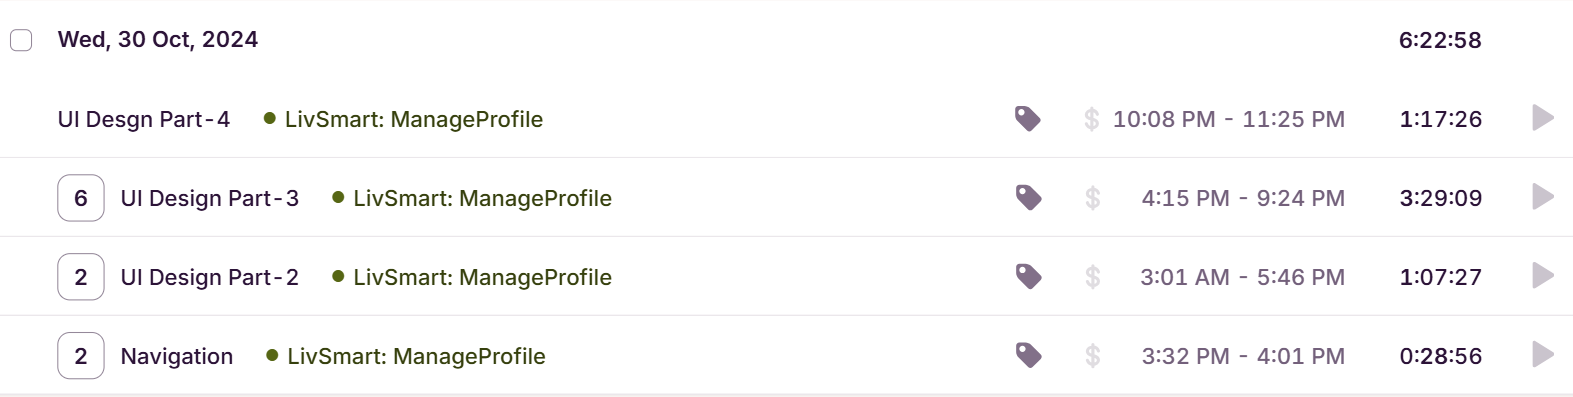 Wed, 30 Oct, 2024 6:22:58
UI Desgn Part-4 LivSmart: ManageProfile $ 10:08 PM - 11:25 PM 1:17:26
6 UI Design Part-3 LivSmart: ManageProfile $ 4:15 PM - 9:24 PM 3:29:09
2 UI Design Part-2 LivSmart: ManageProfile $ 3:01 AM - 5:46 PM 1:07:27
2 Navigation LivSmart: ManageProfile $ 3:32 PM - 4:01 PM 0:28:56